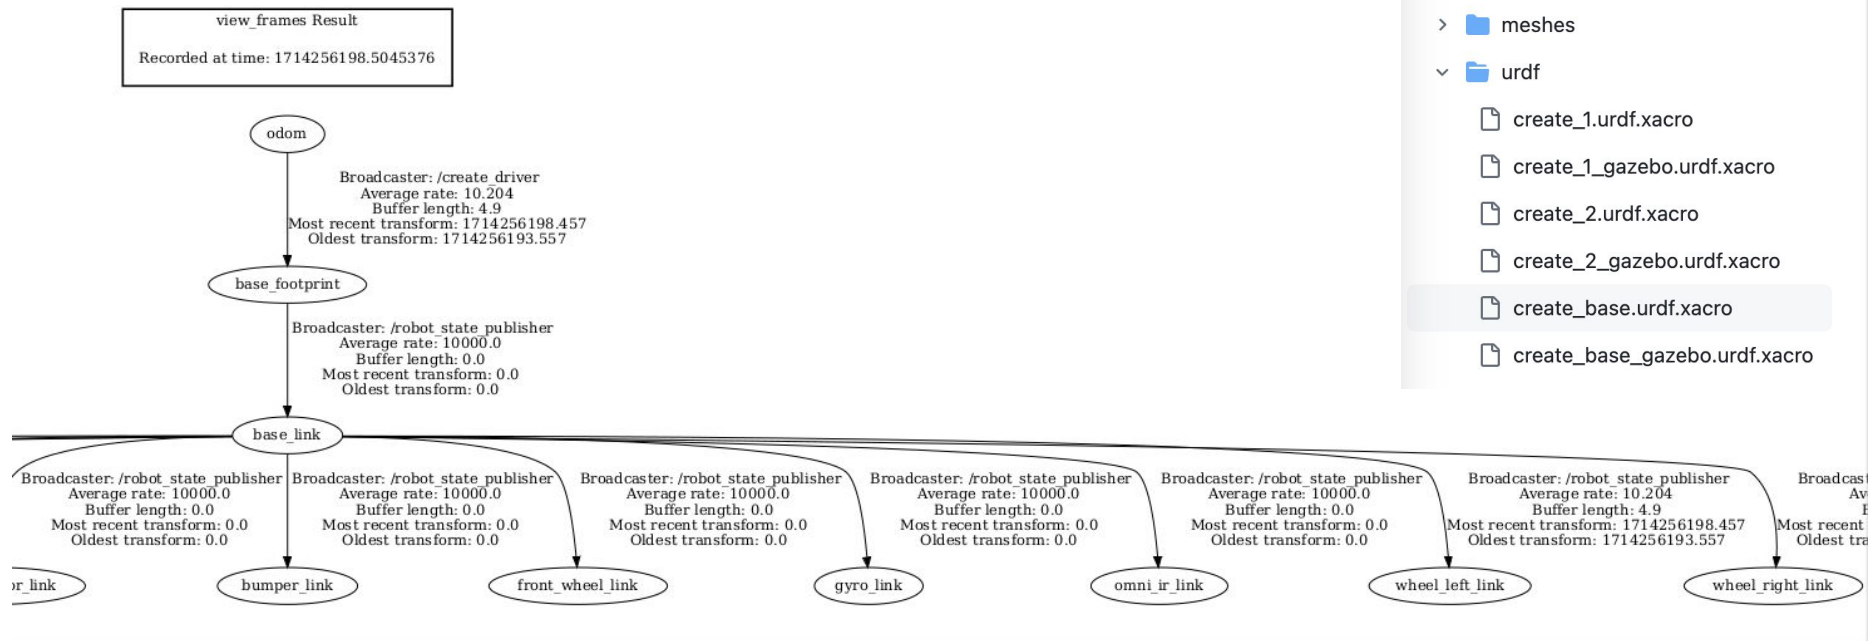 view_frames Result
Recorded at time: 1714256198.5045376
odom
Broadcaster: /create_driver
Average rate: 10.204
Buffer length: 4.9
Most recent transform: 1714256198.457
Oldest transform: 1714256193.557
base_footprint
Broadcaster: /robot_state_publisher
Average rate: 10000.0
Buffer length: 0.0
Most recent transform: 0.0
Oldest transform: 0.0
base_link
Broadcaster: /robot_state_publisher
Average rate: 10000.0
Buffer length: 0.0
Most recent transform: 0.0
Oldest transform: 0.0
Broadcaster: /robot_state_publisher
Average rate: 10000.0
Buffer length: 0.0
Most recent transform: 0.0
Oldest transform: 0.0
Broadcaster: /robot_state_publisher
Average rate: 10000.0
Buffer length: 0.0
Most recent transform: 0.0
Oldest transform: 0.0
Broadcaster: /robot_state_publisher
Average rate: 10000.0
Buffer length: 0.0
Most recent transform: 0.0
Oldest transform: 0.0
Broadcaster: /robot_state_publisher
Average rate: 10000.0
Buffer length: 0.0
Most recent transform: 0.0
Oldest transform: 0.0
Broadcaster: /robot_state_publisher
Average rate: 10.204
Buffer length: 4.9
Most recent transform: 1714256198.457
Oldest transform: 1714256193.557
Broadcast
Av
Most recent
Oldest tra
or_link
bumper_link
front_wheel_link
gyro_link
omni_ir_link
wheel_left_link
wheel_right_link
meshes
urdf
create_1.urdf.xacro
create_1_gazebo.urdf.xacro
create_2.urdf.xacro
create_2_gazebo.urdf.xacro
create_base.urdf.xacro
create_base_gazebo.urdf.xacro